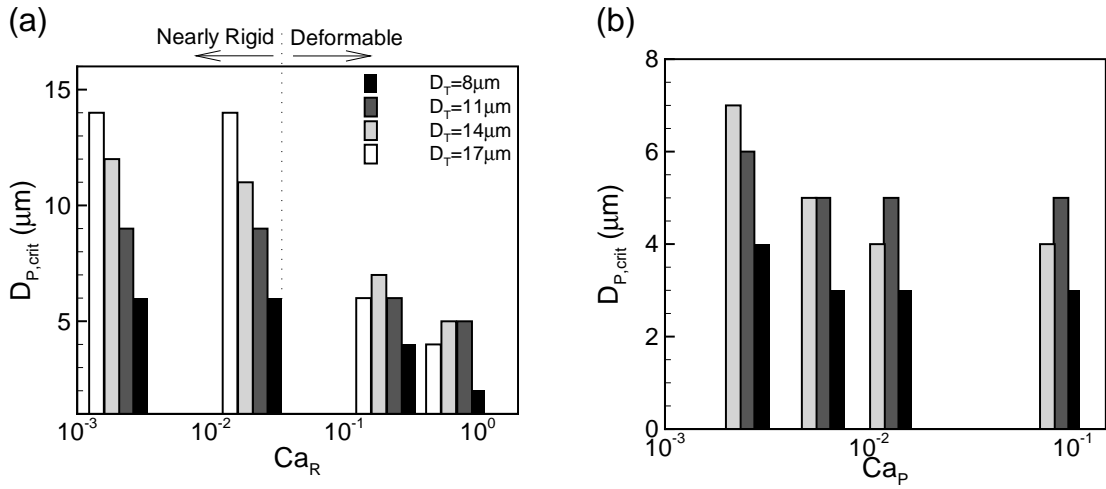 (a)
Nearly Rigid Deformable
D_T=8μm
D_T=11μm
D_T=14μm
D_T=17μm
15
10
5
D_P,crit (μm)
10^-3 10^-2 10^-1 10^0
Ca_R
(b)
8
6
4
2
0
D_P,crit (μm)
10^-3 10^-2 10^-1
Ca_P